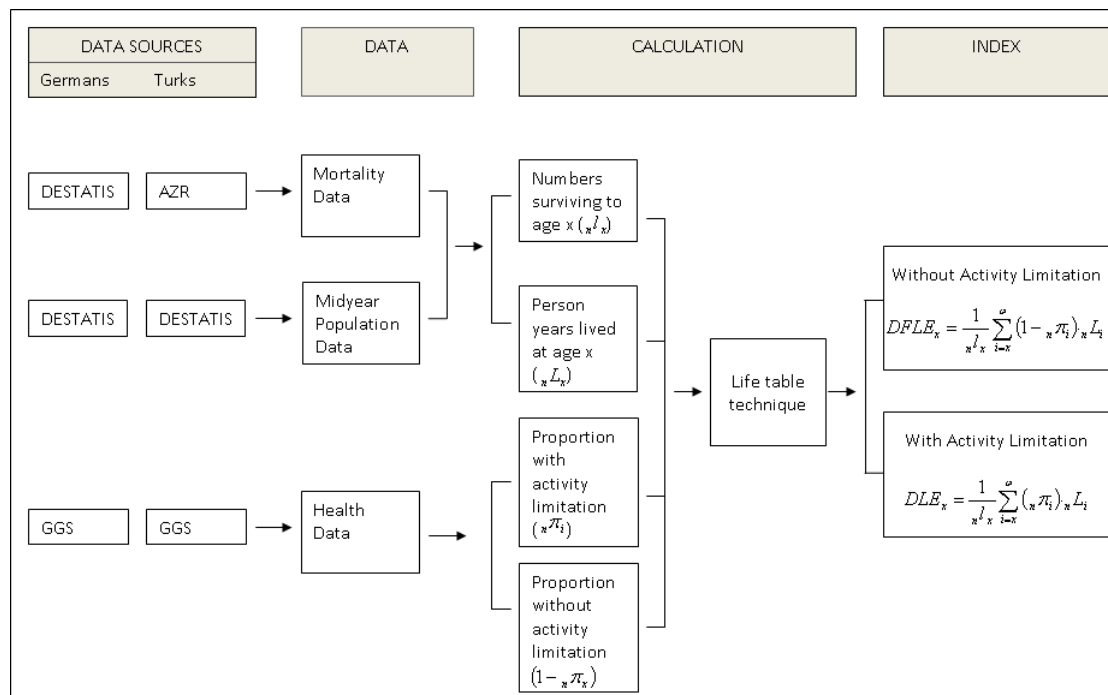 DATA SOURCES
Germans Turks
DATA
CALCULATION
INDEX
DESTATIS
AZR
Mortality
Data
Numbers
surviving to
age x (ₙlₓ)
DESTATIS
DESTATIS
Midyear
Population
Data
Person
years lived
at age x
(ₙLₓ)
GGS
GGS
Health
Data
Proportion
with
activity
limitation
(ₙπᵢ)
Proportion
without
activity
limitation
(1−ₙπₓ)
Life table
technique
Without Activity Limitation
DFLEₓ = 1/ₙlₓ ∑_{i=x}^{ω} (1−ₙπᵢ)·ₙLᵢ
With Activity Limitation
DLEₓ = 1/ₙlₓ ∑_{i=x}^{ω} (ₙπᵢ)·ₙLᵢ